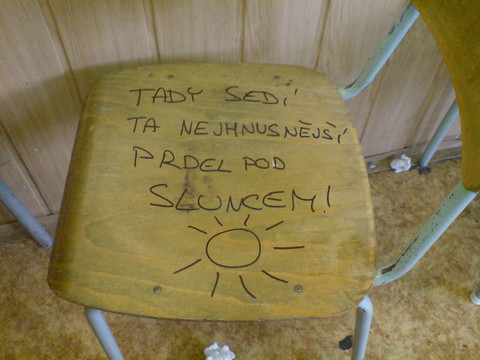 TADY SEDÍ
TA NEJHNUSNĚJŠÍ
PRDEL POD
SLUNCEM!